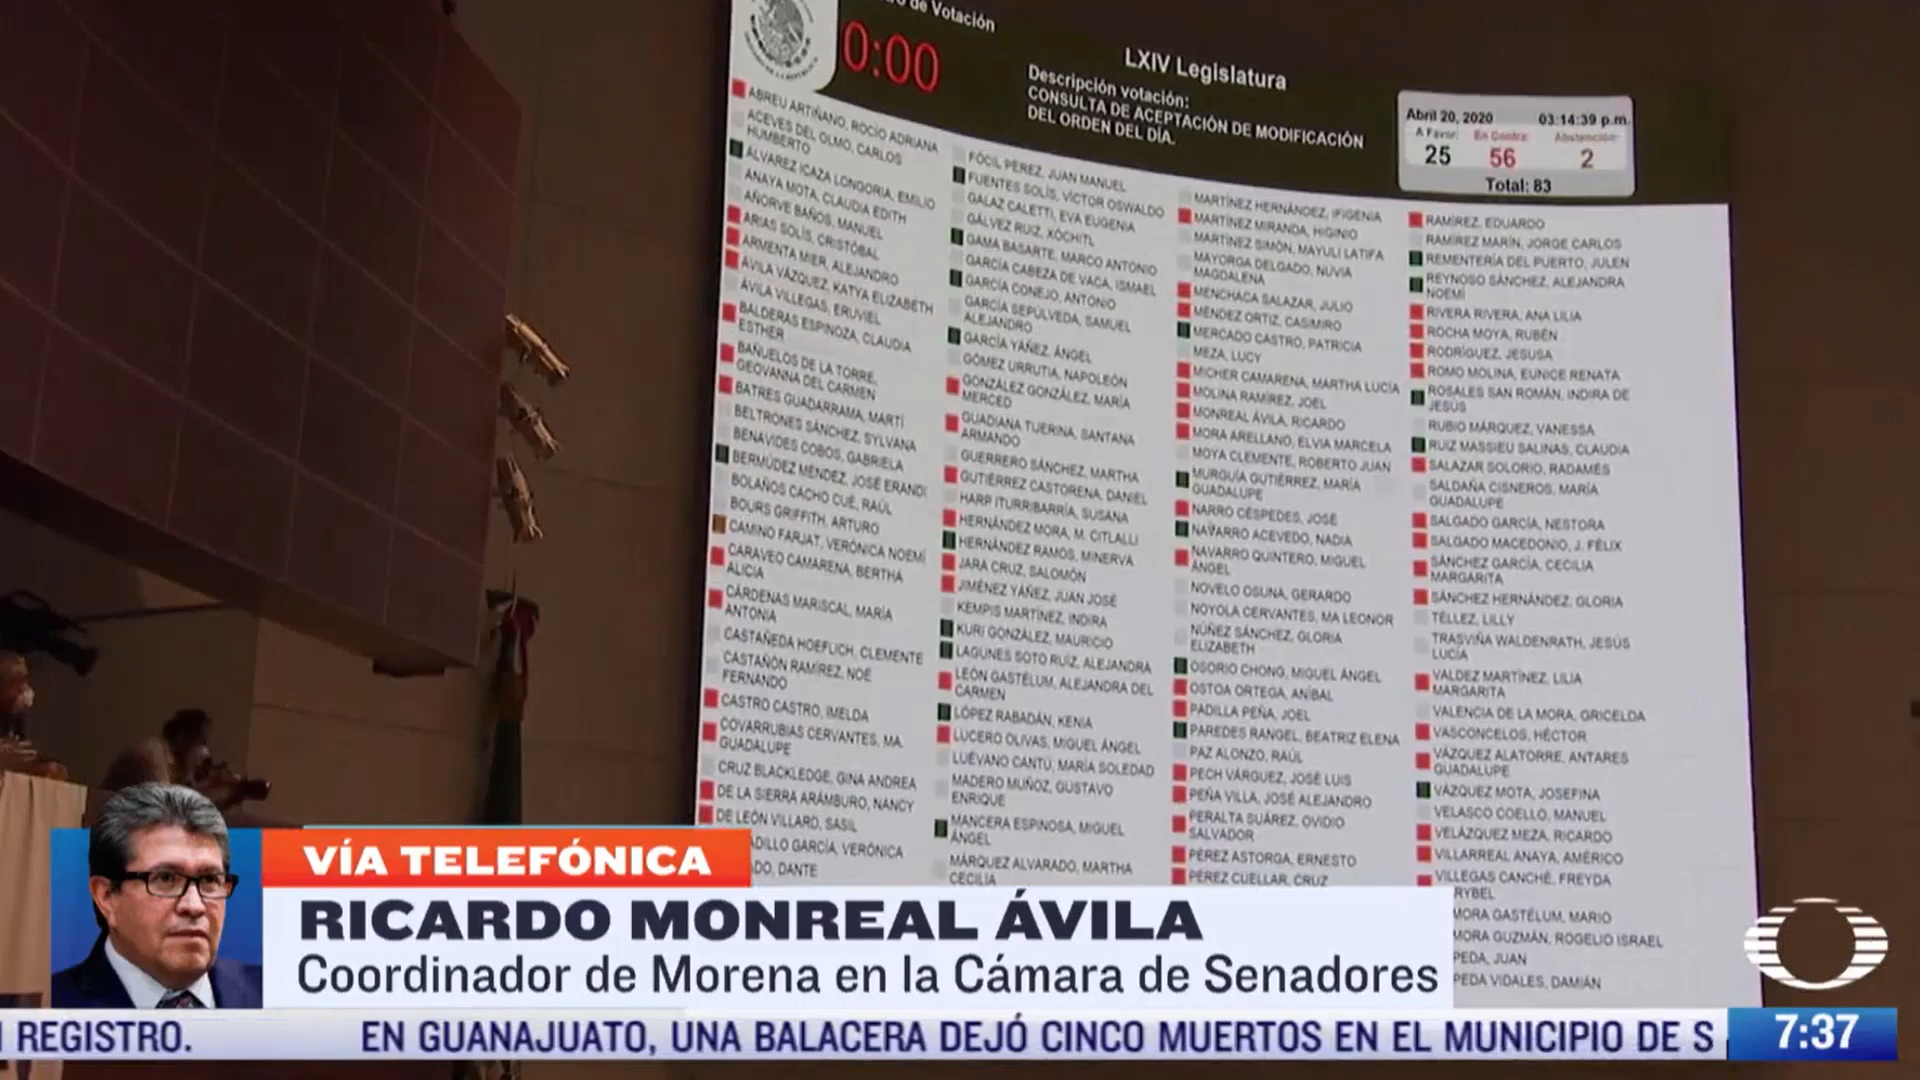 de Votación
0:00
LXIV Legislatura
Descripción votación:
CONSULTA DE ACEPTACIÓN DE MODIFICACIÓN
DEL ORDEN DEL DÍA.
Abril 20, 2020 03:14:39 p.m.
A Favor: En Contra: Abstención:
25 56 2
Total: 83
ABREU ARTIÑANO, ROCÍO ADRIANA
ACEVES DEL OLMO, CARLOS
HUMBERTO
ÁLVAREZ ICAZA LONGORIA, EMILIO
ANAYA MOTA, CLAUDIA EDITH
AÑORVE BAÑOS, MANUEL
ARIAS SOLÍS, CRISTÓBAL
ARMENTA MIER, ALEJANDRO
ÁVILA VÁZQUEZ, KATYA ELIZABETH
ÁVILA VILLEGAS, ERUVIEL
BALDERAS ESPINOZA, CLAUDIA
ESTHER
BAÑUELOS DE LA TORRE,
GEOVANNA DEL CARMEN
BATRES GUADARRAMA, MARTÍ
BELTRONES SÁNCHEZ, SYLVANA
BENAVIDES COBOS, GABRIELA
BERMÚDEZ MÉNDEZ, JOSÉ ERANDI
BOLAÑOS CACHO CUÉ, RAÚL
BOURS GRIFFITH, ARTURO
CAMINO FARJAT, VERÓNICA NOEMÍ
CARAVEO CAMARENA, BERTHA
ALICIA
CÁRDENAS MARISCAL, MARÍA
ANTONIA
CASTAÑEDA HOEFLICH, CLEMENTE
CASTAÑÓN RAMÍREZ, NOÉ
FERNANDO
CASTRO CASTRO, IMELDA
COVARRUBIAS CERVANTES, MA.
GUADALUPE
CRUZ BLACKLEDGE, GINA ANDREA
DE LA SIERRA ARÁMBURO, NANCY
DE LEÓN VILLARD, SASIL
ADILLO GARCÍA, VERÓNICA
ADO, DANTE
FÓCIL PÉREZ, JUAN MANUEL
FUENTES SOLÍS, VÍCTOR OSWALDO
GALAZ CALETTI, EVA EUGENIA
GÁLVEZ RUIZ, XÓCHITL
GAMA BASARTE, MARCO ANTONIO
GARCÍA CABEZA DE VACA, ISMAEL
GARCÍA CONEJO, ANTONIO
GARCÍA SEPÚLVEDA, SAMUEL
ALEJANDRO
GARCÍA YÁÑEZ, ÁNGEL
GÓMEZ URRUTIA, NAPOLEÓN
GONZÁLEZ GONZÁLEZ, MARÍA
MERCED
GUADIANA TIJERINA, SANTANA
ARMANDO
GUERRERO SÁNCHEZ, MARTHA
GUTIÉRREZ CASTORENA, DANIEL
HARP ITURRIBARRÍA, SUSANA
HERNÁNDEZ MORA, M. CITLALLI
HERNÁNDEZ RAMOS, MINERVA
JARA CRUZ, SALOMÓN
JIMÉNEZ YÁÑEZ, JUAN JOSÉ
KEMPIS MARTÍNEZ, INDIRA
KURI GONZÁLEZ, MAURICIO
LAGUNES SOTO RUÍZ, ALEJANDRA
LEÓN GASTÉLUM, ALEJANDRA DEL
CARMEN
LÓPEZ RABADÁN, KENIA
LUCERO OLIVAS, MIGUEL ÁNGEL
LUÉVANO CANTÚ, MARÍA SOLEDAD
MADERO MUÑOZ, GUSTAVO
ENRIQUE
MANCERA ESPINOSA, MIGUEL
ÁNGEL
MÁRQUEZ ALVARADO, MARTHA
CECILIA
MARTÍNEZ HERNÁNDEZ, IFIGENIA
MARTÍNEZ MIRANDA, HIGINIO
MARTÍNEZ SIMÓN, MAYULI LATIFA
MAYORGA DELGADO, NUVIA
MAGDALENA
MENCHACA SALAZAR, JULIO
MÉNDEZ ORTIZ, CASIMIRO
MERCADO CASTRO, PATRICIA
MEZA, LUCY
MICHER CAMARENA, MARTHA LUCÍA
MOLINA RAMÍREZ, JOEL
MONREAL ÁVILA, RICARDO
MORA ARELLANO, ELVIA MARCELA
MOYA CLEMENTE, ROBERTO JUAN
MURGUÍA GUTIÉRREZ, MARÍA
GUADALUPE
NARRO CÉSPEDES, JOSÉ
NAVARRO ACEVEDO, NADIA
NAVARRO QUINTERO, MIGUEL
ÁNGEL
NOVELO OSUNA, GERARDO
NOYOLA CERVANTES, MA LEONOR
NÚÑEZ SÁNCHEZ, GLORIA
ELIZABETH
OSORIO CHONG, MIGUEL ÁNGEL
OSTOA ORTEGA, ANÍBAL
PADILLA PEÑA, JOEL
PAREDES RANGEL, BEATRIZ ELENA
PAZ ALONZO, RAÚL
PECH VÁRGUEZ, JOSÉ LUIS
PEÑA VILLA, JOSÉ ALEJANDRO
PERALTA SUÁREZ, OVIDIO
SALVADOR
PÉREZ ASTORGA, ERNESTO
PÉREZ CUELLAR, CRUZ
RAMÍREZ, EDUARDO
RAMÍREZ MARÍN, JORGE CARLOS
REMENTERÍA DEL PUERTO, JULEN
REYNOSO SÁNCHEZ, ALEJANDRA
NOEMÍ
RIVERA RIVERA, ANA LILIA
ROCHA MOYA, RUBÉN
RODRÍGUEZ, JESUSA
ROMO MOLINA, EUNICE RENATA
ROSALES SAN ROMÁN, INDIRA DE
JESÚS
RUBIO MÁRQUEZ, VANESSA
RUIZ MASSIEU SALINAS, CLAUDIA
SALAZAR SOLORIO, RADAMÉS
SALDAÑA CISNEROS, MARÍA
GUADALUPE
SALGADO GARCÍA, NESTORA
SALGADO MACEDONIO, J. FÉLIX
SÁNCHEZ GARCÍA, CECILIA
MARGARITA
SÁNCHEZ HERNÁNDEZ, GLORIA
TÉLLEZ, LILLY
TRASVIÑA WALDENRATH, JESÚS
LUCÍA
VALDEZ MARTÍNEZ, LILIA
MARGARITA
VALENCIA DE LA MORA, GRICELDA
VASCONCELOS, HÉCTOR
VÁZQUEZ ALATORRE, ANTARES
GUADALUPE
VÁZQUEZ MOTA, JOSEFINA
VELASCO COELLO, MANUEL
VELÁZQUEZ MEZA, RICARDO
VILLARREAL ANAYA, AMÉRICO
VILLEGAS CANCHÉ, FREYDA
RYBEL
MORA GASTÉLUM, MARIO
MORA GUZMÁN, ROGELIO ISRAEL
PEDA, JUAN
PEDA VIDALES, DAMIÁN
VÍA TELEFÓNICA
RICARDO MONREAL ÁVILA
Coordinador de Morena en la Cámara de Senadores
REGISTRO. EN GUANAJUATO, UNA BALACERA DEJÓ CINCO MUERTOS EN EL MUNICIPIO DE S
7:37